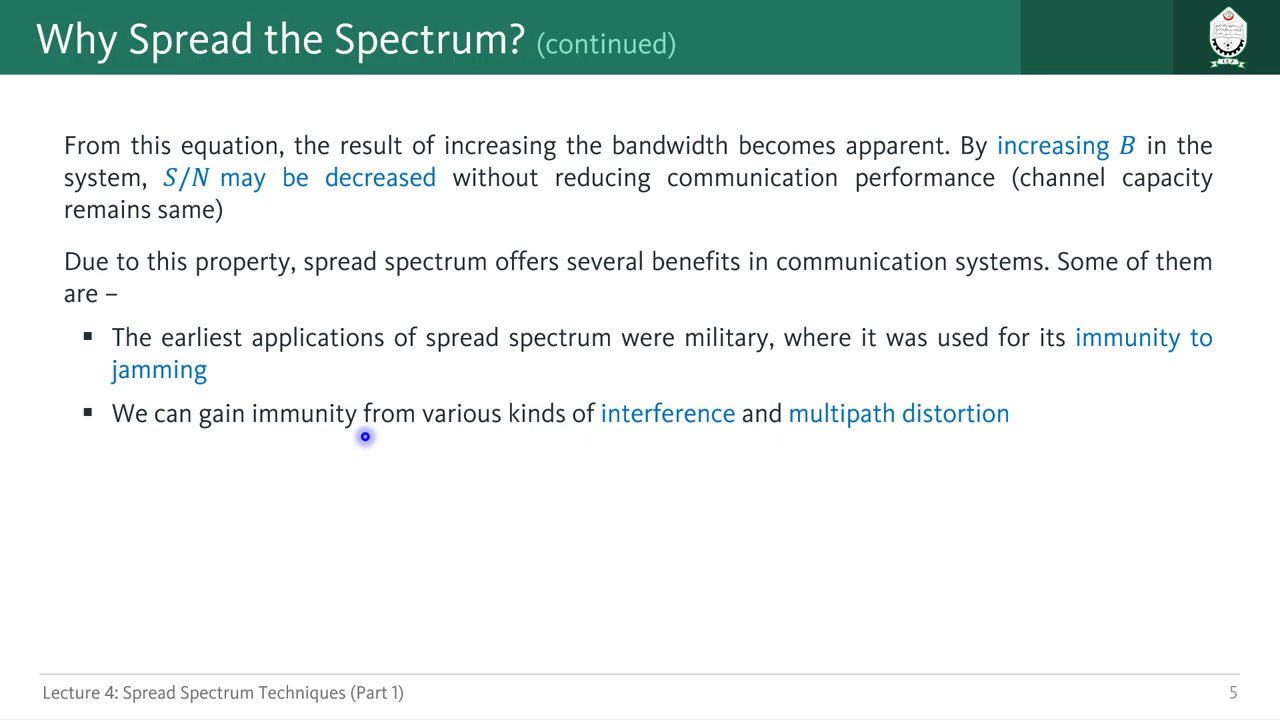 Why Spread the Spectrum? (continued)
From this equation, the result of increasing the bandwidth becomes apparent. By increasing B in the
system, S/N may be decreased without reducing communication performance (channel capacity
remains same)
Due to this property, spread spectrum offers several benefits in communication systems. Some of them
are –
▪ The earliest applications of spread spectrum were military, where it was used for its immunity to
jamming
▪ We can gain immunity from various kinds of interference and multipath distortion
Lecture 4: Spread Spectrum Techniques (Part 1)
5